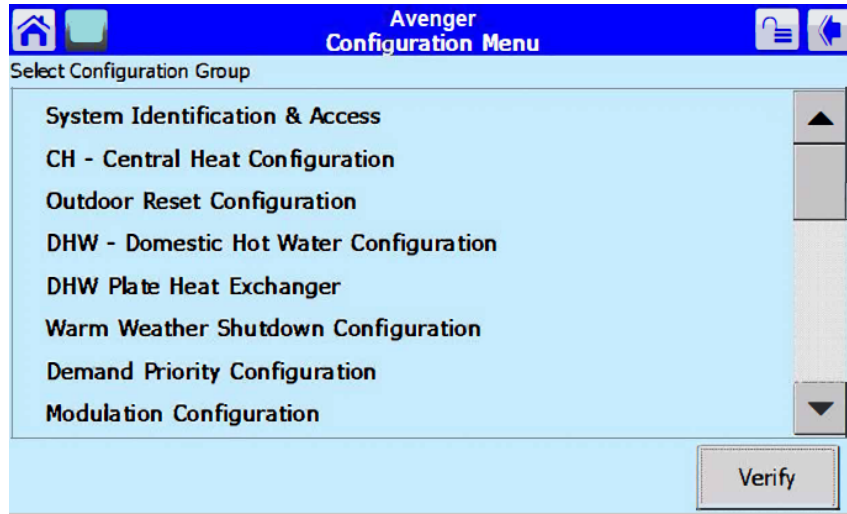 Avenger
Configuration Menu
Select Configuration Group
System Identification & Access
CH - Central Heat Configuration
Outdoor Reset Configuration
DHW - Domestic Hot Water Configuration
DHW Plate Heat Exchanger
Warm Weather Shutdown Configuration
Demand Priority Configuration
Modulation Configuration
Verify